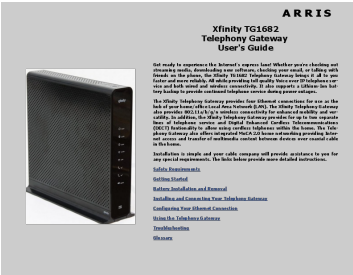 ARRIS
Xfinity TG1682
Telephony Gateway
User's Guide
Get ready to experience the Internet's express lane! Whether you're checking out
streaming media, downloading new software, checking your email, or talking with
friends on the phone, the Xfinity TG1682 Telephony Gateway brings it all to you
faster and more reliably. All while providing toll quality Voice over IP telephone ser-
vice and both wired and wireless connectivity. It also supports a Lithium-Ion bat-
tery backup to provide continued telephone service during power outages.
The Xfinity Telephony Gateway provides four Ethernet connections for use as the
hub of your home/office Local Area Network (LAN). The Xfinity Telephony Gateway
also provides 802.11a/b/g/n wireless connectivity for enhanced mobility and ver-
satility. In addition, the Xfinity Telephony Gateway provides for up to two separate
lines of telephone service and Digital Enhanced Cordless Telecommunications
(DECT) functionality to allow using cordless telephones within the home. The Tele-
phony Gateway also offers integrated MoCA 2.0 home networking providing Inter-
net access and transfer of multimedia content between devices over coaxial cable
in the home.
Installation is simple and your cable company will provide assistance to you for
any special requirements. The links below provide more detailed instructions.
Safety Requirements
Getting Started
Battery Installation and Removal
Installing and Connecting Your Telephony Gateway
Configuring Your Ethernet Connection
Using the Telephony Gateway
Troubleshooting
Glossary